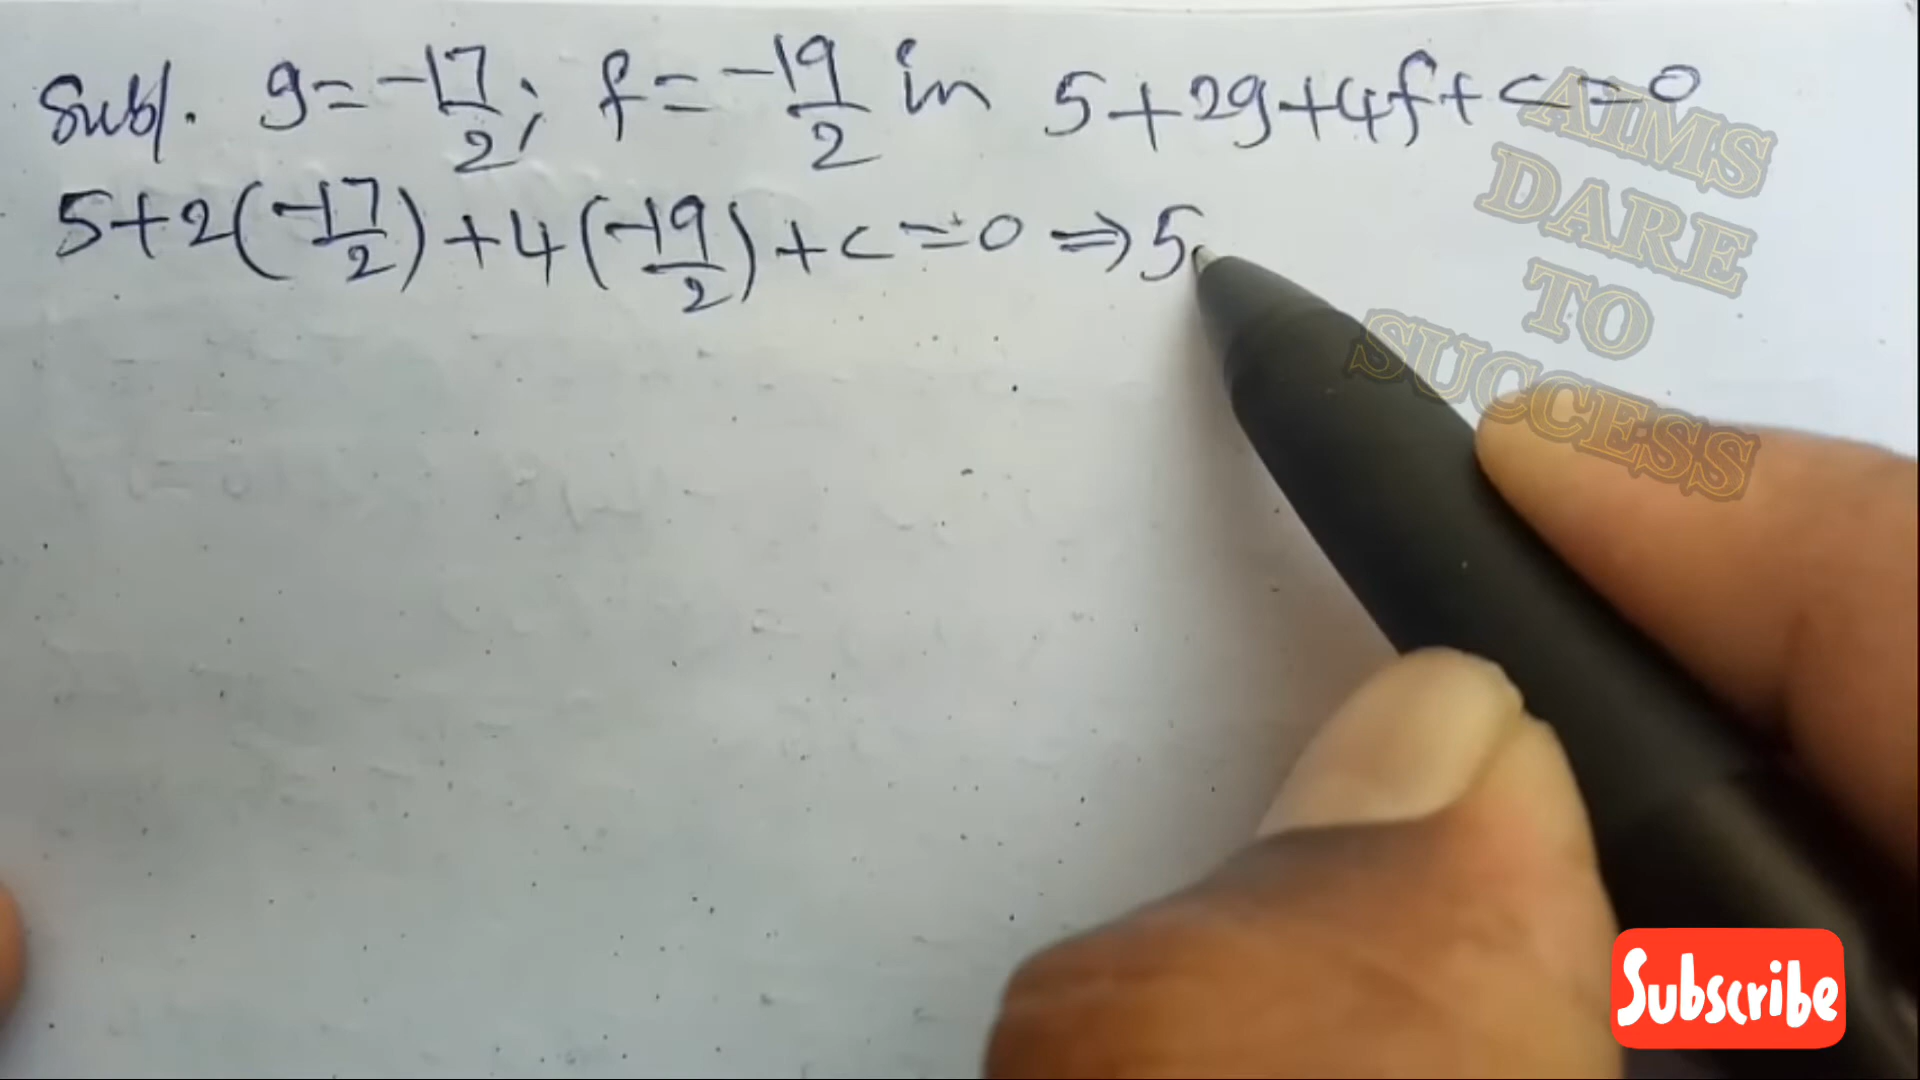 Subt. g = -17/2; f = -19/2 in 5+2g+4f+c=0
5+2(-17/2)+4(-19/2)+c=0 ⇒ 5
AIMS
DARE
TO
SUCCESS
Subscribe